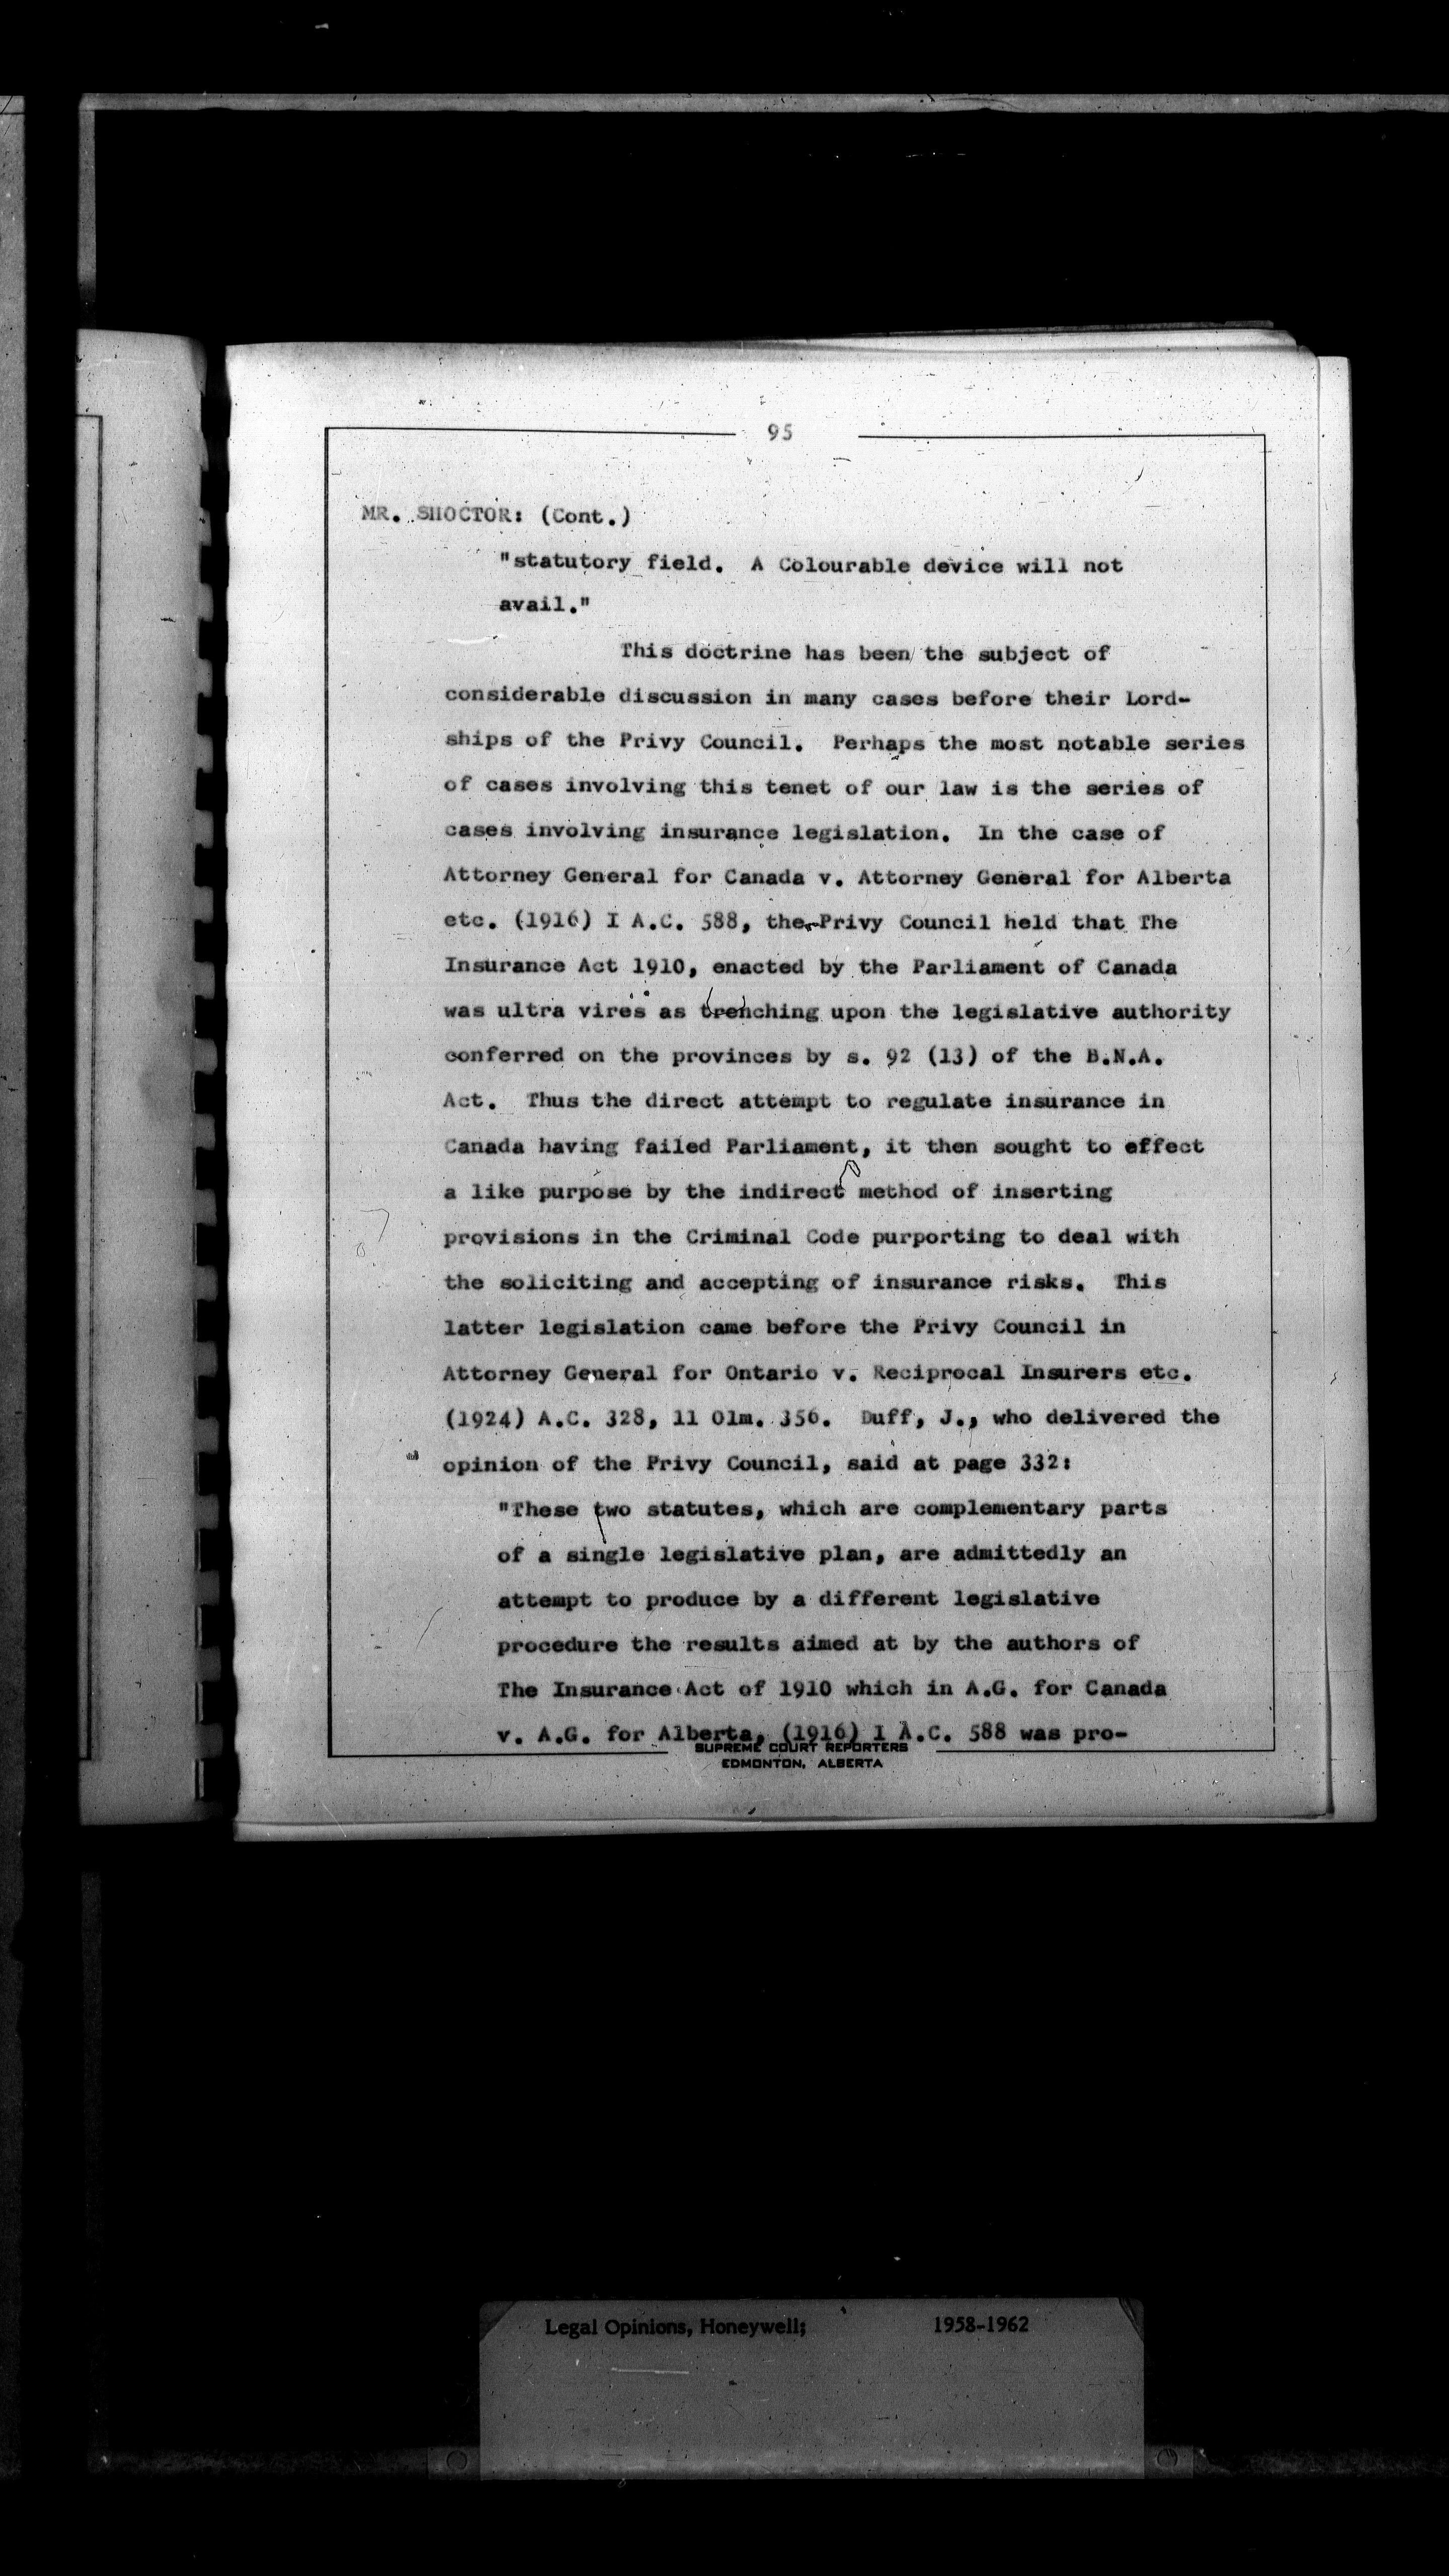 95
MR. SHOCTOR: (Cont.)
"statutory field. A Colourable device will not
avail."
This doctrine has been the subject of
considerable discussion in many cases before their Lord-
ships of the Privy Council. Perhaps the most notable series
of cases involving this tenet of our law is the series of
cases involving insurance legislation. In the case of
Attorney General for Canada v. Attorney General for Alberta
etc. (1916) I A.C. 588, the Privy Council held that The
Insurance Act 1910, enacted by the Parliament of Canada
was ultra vires as trenching upon the legislative authority
conferred on the provinces by s. 92 (13) of the B.N.A.
Act. Thus the direct attempt to regulate insurance in
Canada having failed Parliament, it then sought to effect
a like purpose by the indirect method of inserting
provisions in the Criminal Code purporting to deal with
the soliciting and accepting of insurance risks. This
latter legislation came before the Privy Council in
Attorney General for Ontario v. Reciprocal Insurers etc.
(1924) A.C. 328, 11 Olm. 356. Duff, J., who delivered the
opinion of the Privy Council, said at page 332:
"These two statutes, which are complementary parts
of a single legislative plan, are admittedly an
attempt to produce by a different legislative
procedure the results aimed at by the authors of
The Insurance Act of 1910 which in A.G. for Canada
v. A.G. for Alberta, (1916) I A.C. 588 was pro-
SUPREME COURT REPORTERS
EDMONTON, ALBERTA
Legal Opinions, Honeywell; 1958-1962